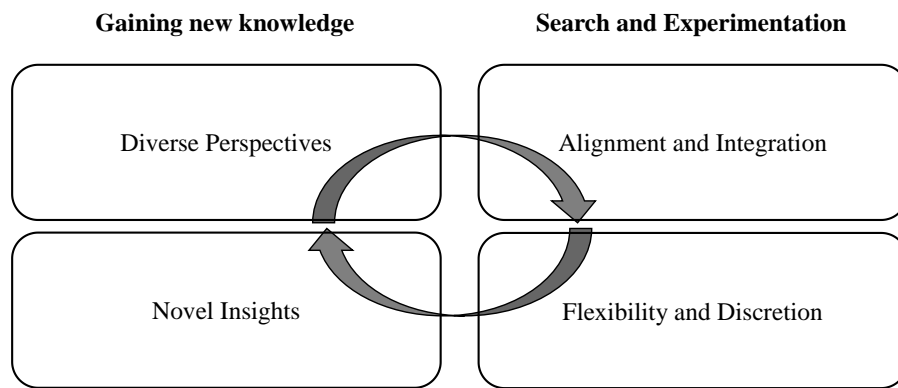 Gaining new knowledge
Search and Experimentation
Diverse Perspectives
Alignment and Integration
Novel Insights
Flexibility and Discretion